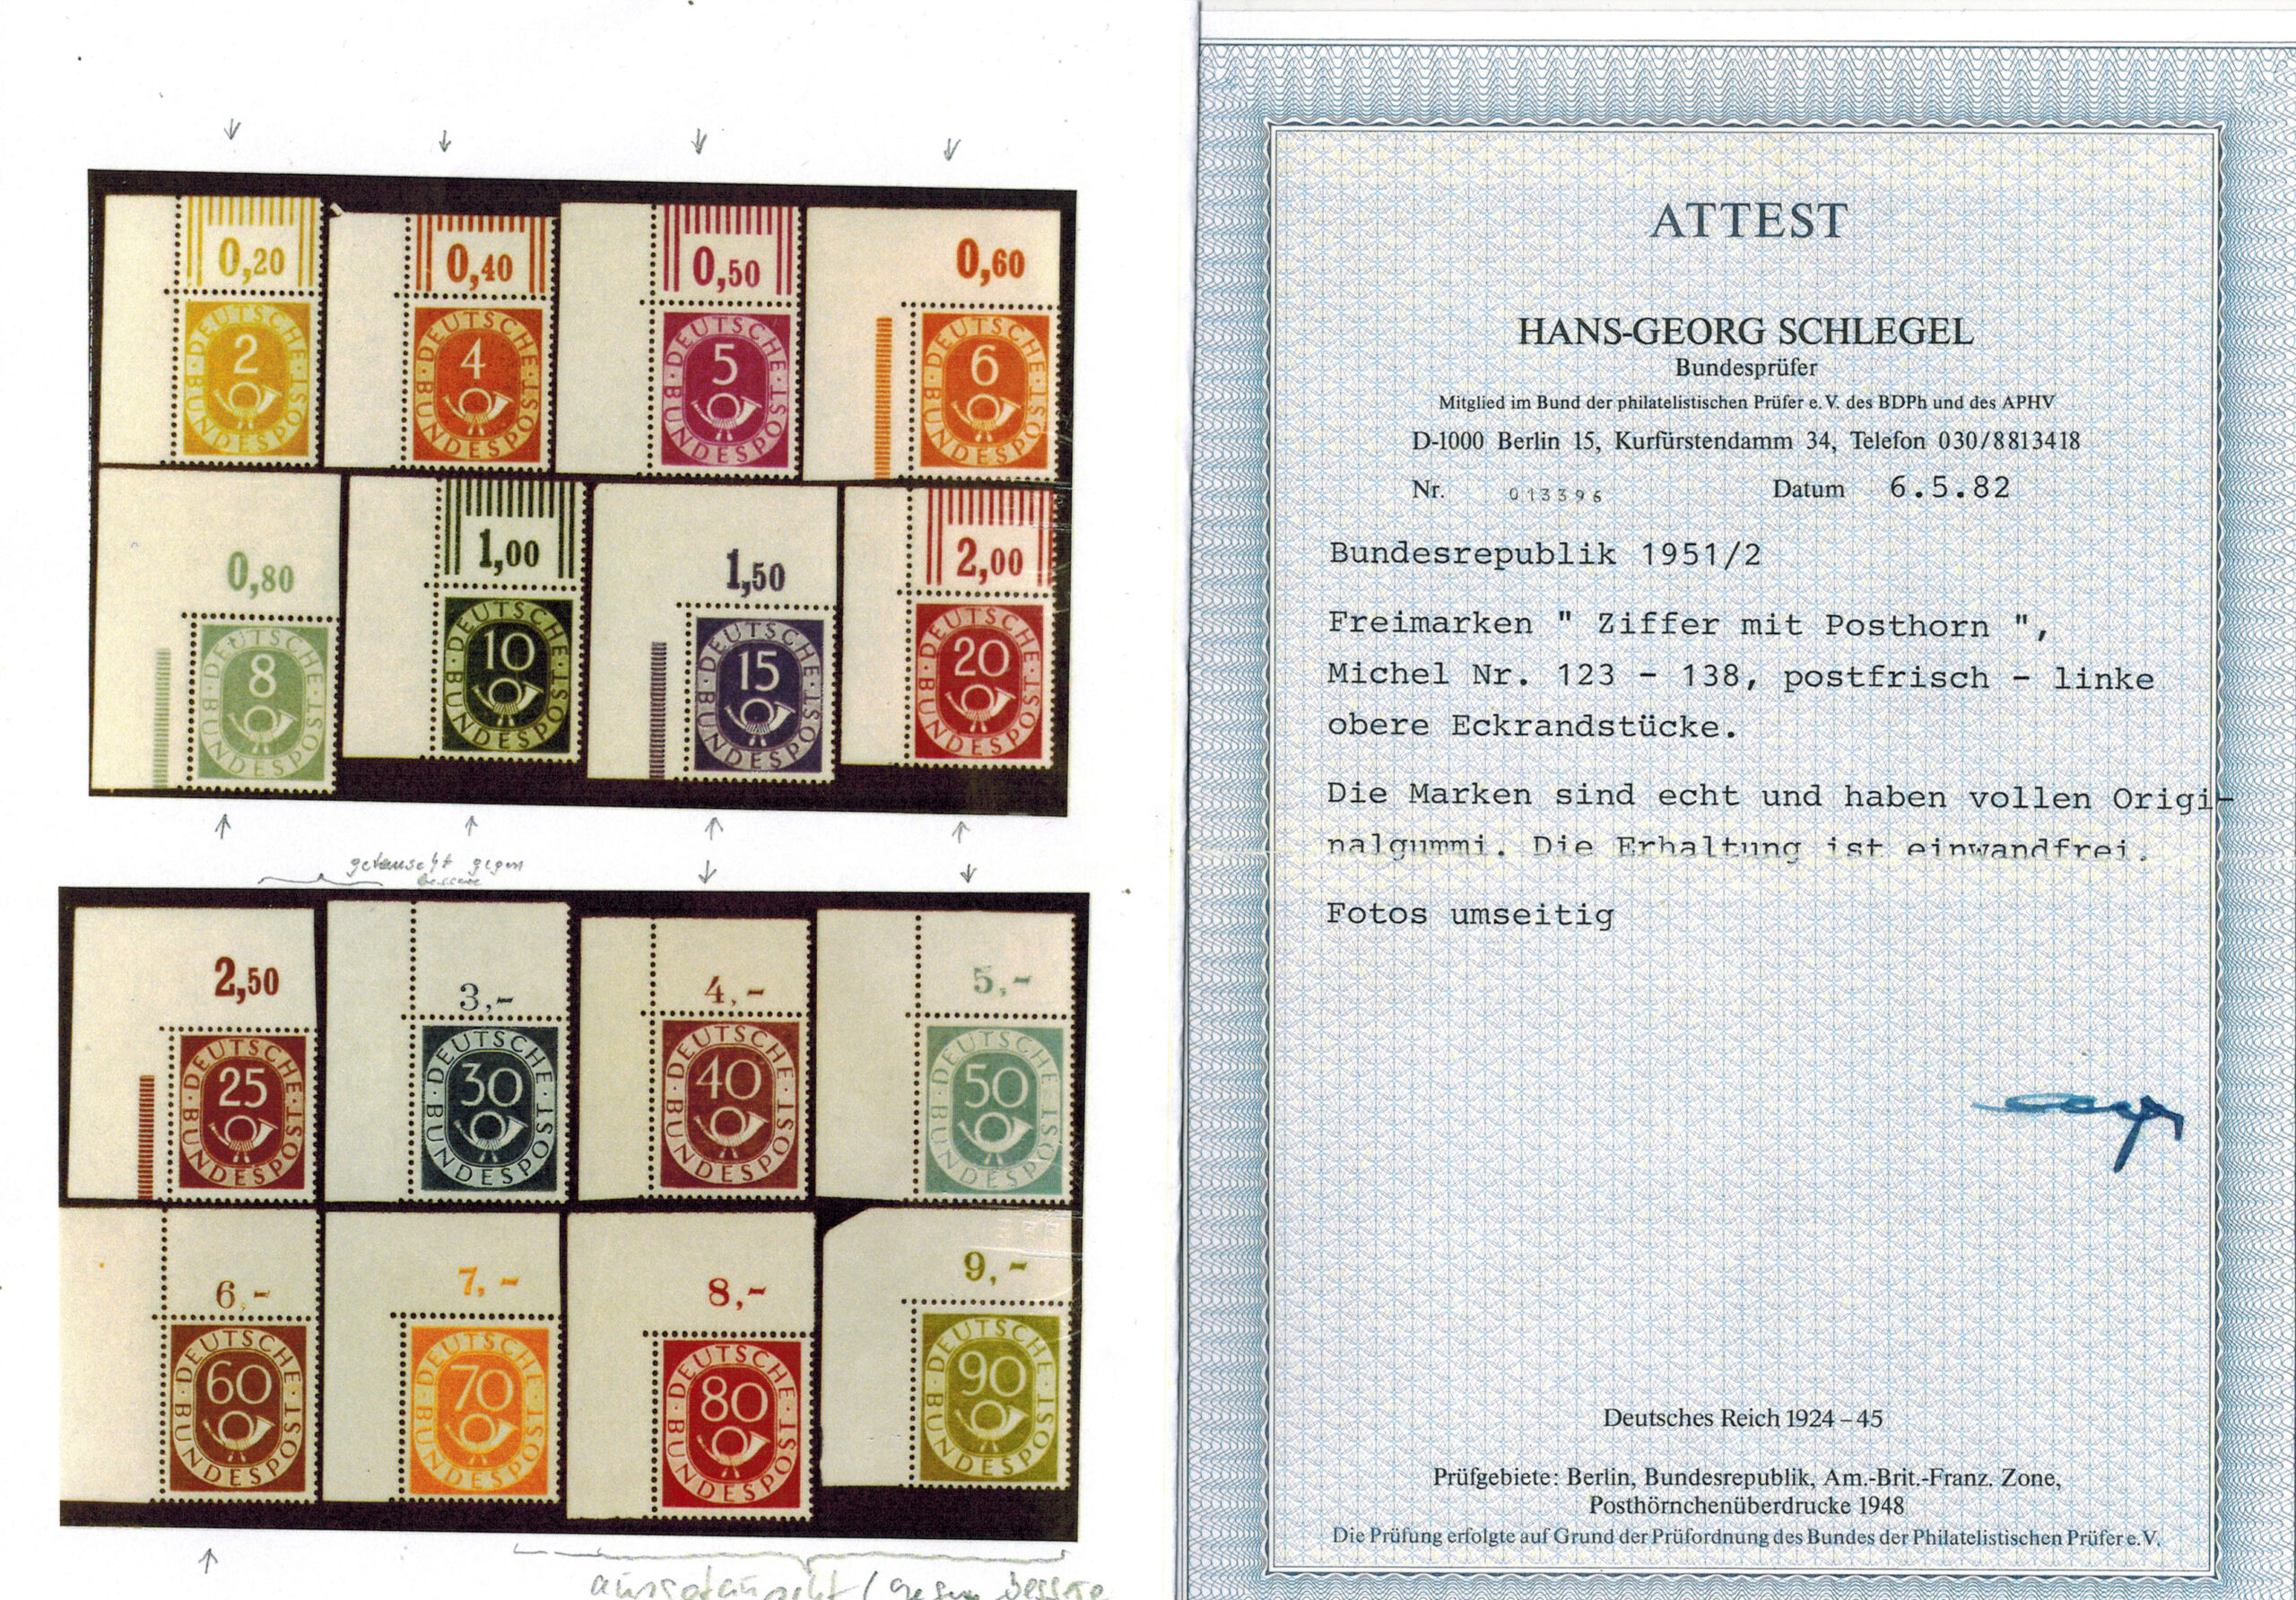 0,20 0,40 0,50 0,60
DEUTSCHE BUNDESPOST 2
DEUTSCHE BUNDESPOST 4
DEUTSCHE BUNDESPOST 5
DEUTSCHE BUNDESPOST 6
0,80 1,00 1,50 2,00
DEUTSCHE BUNDESPOST 8
DEUTSCHE BUNDESPOST 10
DEUTSCHE BUNDESPOST 15
DEUTSCHE BUNDESPOST 20
getauscht gegen
bessere
2,50 3,- 4,- 5,-
DEUTSCHE BUNDESPOST 25
DEUTSCHE BUNDESPOST 30
DEUTSCHE BUNDESPOST 40
DEUTSCHE BUNDESPOST 50
6,- 7,- 8,- 9,-
DEUTSCHE BUNDESPOST 60
DEUTSCHE BUNDESPOST 70
DEUTSCHE BUNDESPOST 80
DEUTSCHE BUNDESPOST 90
ausgetauscht (gegen bessere
ATTEST
HANS-GEORG SCHLEGEL
Bundesprüfer
Mitglied im Bund der philatelistischen Prüfer e. V. des BDPh und des APHV
D-1000 Berlin 15, Kurfürstendamm 34, Telefon 030/8813418
Nr. 013396 Datum 6.5.82
Bundesrepublik 1951/2
Freimarken " Ziffer mit Posthorn ",
Michel Nr. 123 - 138, postfrisch - linke
obere Eckrandstücke.
Die Marken sind echt und haben vollen Origi-
nalgummi. Die Erhaltung ist einwandfrei.
Fotos umseitig
Deutsches Reich 1924 – 45
Prüfgebiete: Berlin, Bundesrepublik, Am.-Brit.-Franz. Zone,
Posthörnchenüberdrucke 1948
Die Prüfung erfolgte auf Grund der Prüfordnung des Bundes der Philatelistischen Prüfer e. V.